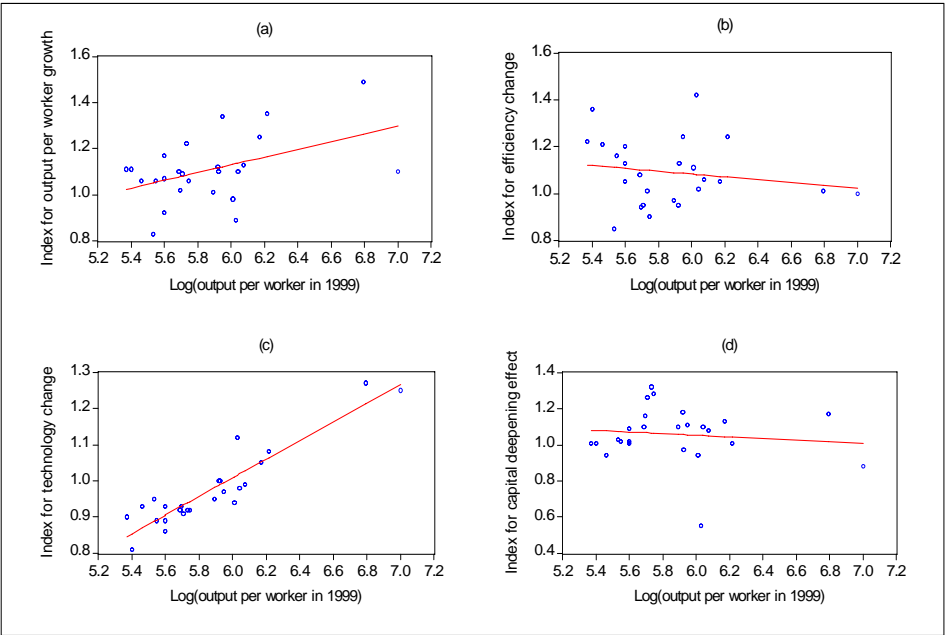 (a)
Index for output per worker growth
1.6
1.4
1.2
1.0
0.8
5.2 5.4 5.6 5.8 6.0 6.2 6.4 6.6 6.8 7.0 7.2
Log(output per worker in 1999)
(b)
Index for efficiency change
1.6
1.4
1.2
1.0
0.8
5.2 5.4 5.6 5.8 6.0 6.2 6.4 6.6 6.8 7.0 7.2
Log(output per worker in 1999)
(c)
Index for technology change
1.3
1.2
1.1
1.0
0.9
0.8
5.2 5.4 5.6 5.8 6.0 6.2 6.4 6.6 6.8 7.0 7.2
Log(output per worker in 1999)
(d)
Index for capital deepening effect
1.4
1.2
1.0
0.8
0.6
0.4
5.2 5.4 5.6 5.8 6.0 6.2 6.4 6.6 6.8 7.0 7.2
Log(output per worker in 1999)